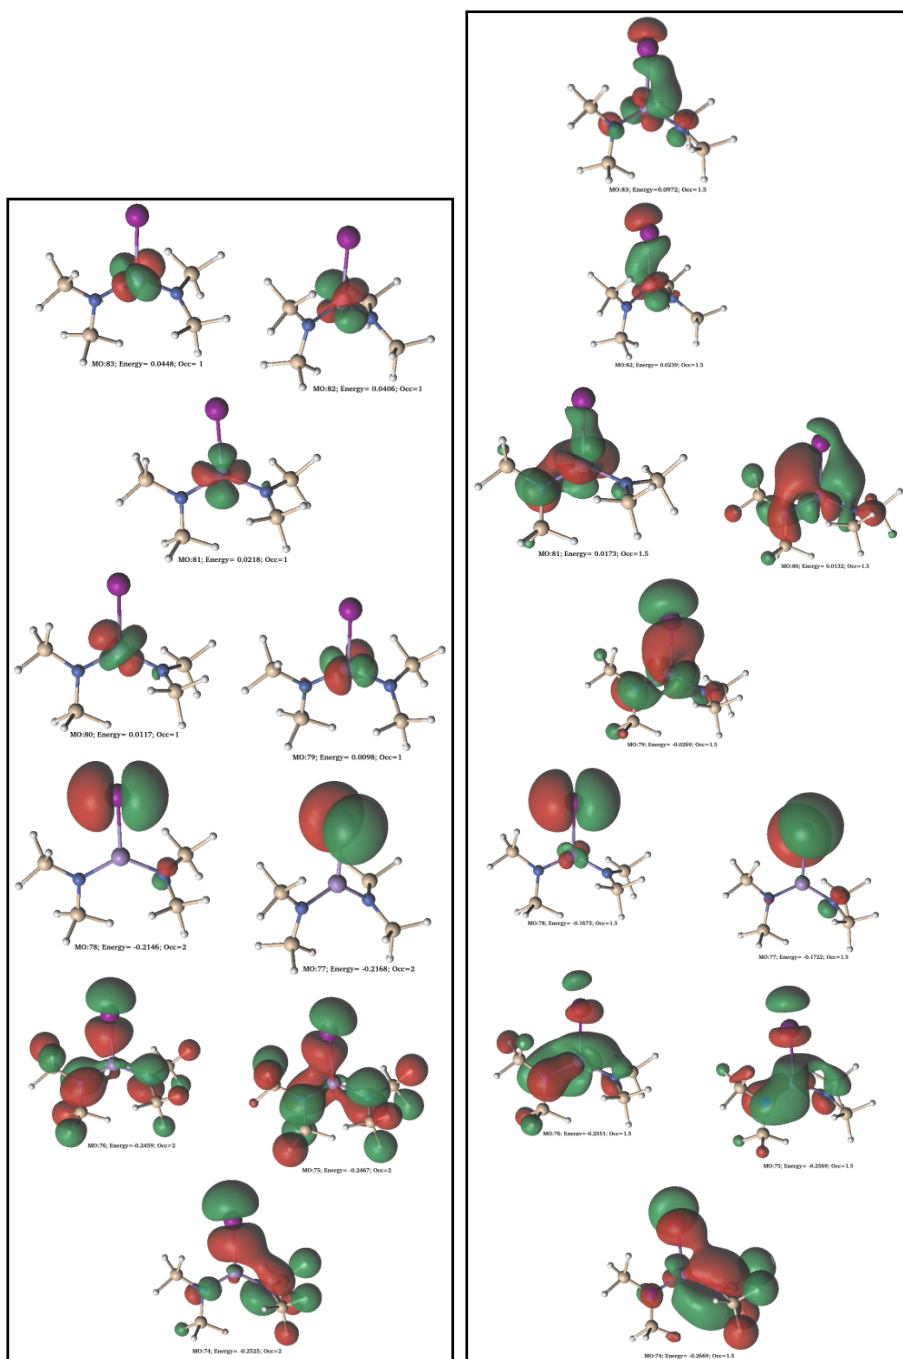 MO:83; Energy=0.0972; Occ=1.5
MO:83; Energy= 0.0448; Occ= 1
MO:82; Energy= 0.0406; Occ=1
MO:82; Energy= 0.0239; Occ=1.5
MO:81; Energy= 0.0218; Occ=1
MO:81; Energy= 0.0173; Occ=1.5
MO:80; Energy= 0.0132; Occ=1.5
MO:80; Energy= 0.0117; Occ=1
MO:79; Energy= 0.0098; Occ=1
MO:79; Energy= -0.0269; Occ=1.5
MO:78; Energy= -0.2146; Occ=2
MO:77; Energy= -0.2168; Occ=2
MO:78; Energy= -0.1673; Occ=1.5
MO:77; Energy= -0.1722; Occ=1.5
MO:76; Energy=-0.2459; Occ=2
MO:75; Energy= -0.2467; Occ=2
MO:76; Energy=-0.2331; Occ=1.5
MO:75; Energy= -0.2369; Occ=1.5
MO:74; Energy= -0.2525; Occ=2
MO:74; Energy= -0.2669; Occ=1.5